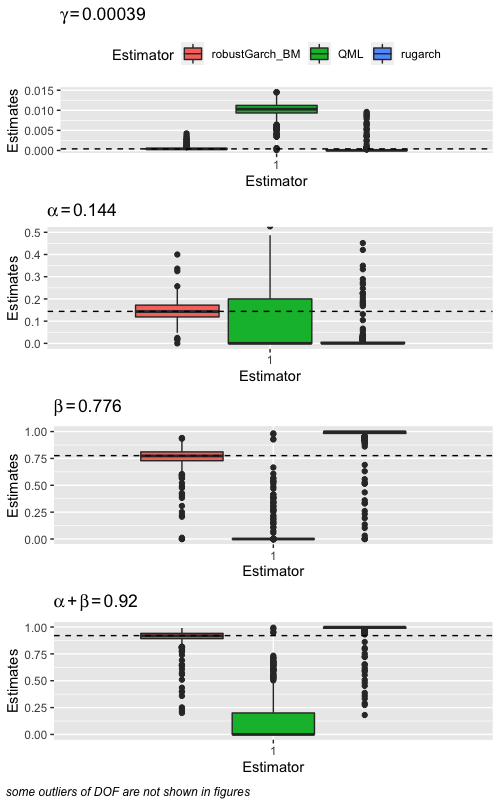 γ = 0.00039
Estimator robustGarch_BM QML rugarch
Estimates
0.015
0.010
0.005
0.000
1
Estimator
α = 0.144
Estimates
0.5
0.4
0.3
0.2
0.1
0.0
1
Estimator
β = 0.776
Estimates
1.00
0.75
0.50
0.25
0.00
1
Estimator
α + β = 0.92
Estimates
1.00
0.75
0.50
0.25
0.00
1
Estimator
some outliers of DOF are not shown in figures